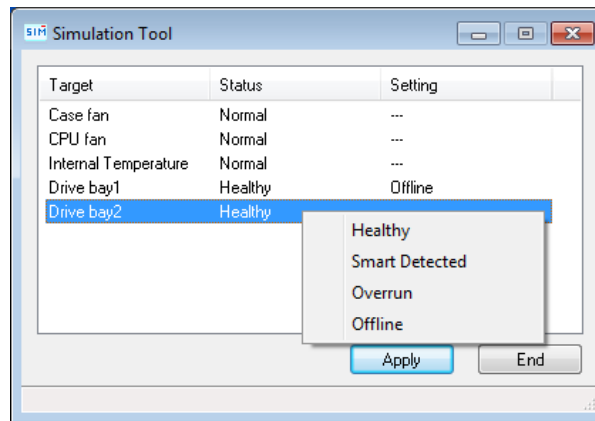 SIM Simulation Tool
Target Status Setting
Case fan Normal ---
CPU fan Normal ---
Internal Temperature Normal ---
Drive bay1 Healthy Offline
Drive bay2 Healthy
Healthy
Smart Detected
Overrun
Offline
Apply End